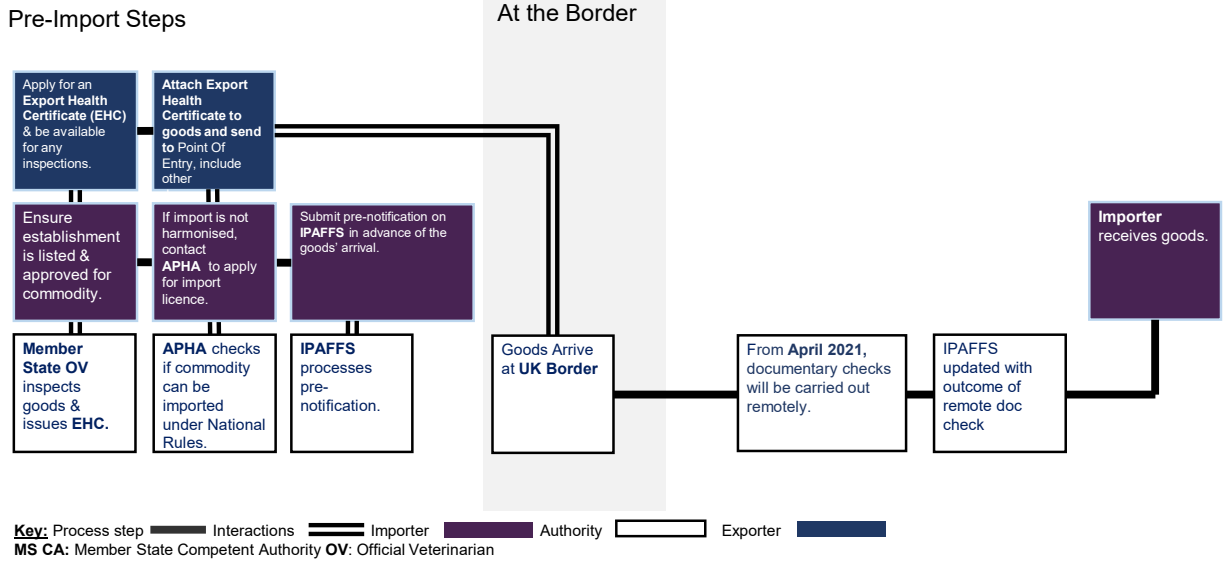 Pre-Import Steps
At the Border
Apply for an
Export Health
Certificate (EHC)
& be available
for any
inspections.
Attach Export
Health
Certificate to
goods and send
to Point Of
Entry, include
other
Ensure
establishment
is listed &
approved for
commodity.
If import is not
harmonised,
contact
APHA to apply
for import
licence.
Submit pre-notification on
IPAFFS in advance of the
goods' arrival.
Importer
receives goods.
Member
State OV
inspects
goods &
issues EHC.
APHA checks
if commodity
can be
imported
under National
Rules.
IPAFFS
processes
pre-
notification.
Goods Arrive
at UK Border
From April 2021,
documentary checks
will be carried out
remotely.
IPAFFS
updated with
outcome of
remote doc
check
Key: Process step Interactions Importer Authority Exporter
MS CA: Member State Competent Authority OV: Official Veterinarian